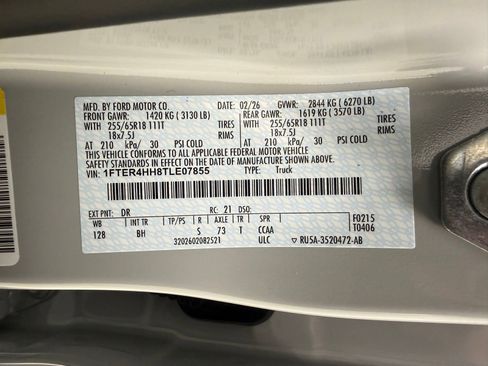 MFD. BY FORD MOTOR CO. 02/26 GVWR: 2844 KG ( 6270 LB)
FRONT GAWR: 1420 KG ( 3130 LB) REAR GAWR: 1619 KG ( 3570 LB)
WITH 255/65R18 111T TIRES WITH 255/65R18 111T TIRES
18x7.5J RIMS 18x7.5J RIMS
AT 210 kPa/ 30 PSI COLD AT 210 kPa/ 30 PSI COLD
THIS VEHICLE CONFORMS TO ALL APPLICABLE FEDERAL MOTOR VEHICLE
SAFETY STANDARDS IN EFFECT ON THE DATE OF MANUFACTURE SHOWN ABOVE.
VIN: 1FTER4HH8TLE07855 TYPE: Truck
EXT PNT: DR RC: 21 DSO:
WB INT TR TP/PS R AXLE TR SPR F0215
128 BH S 73 T CCAA T0406
3202602082521 ULC RU5A-3520472-AB